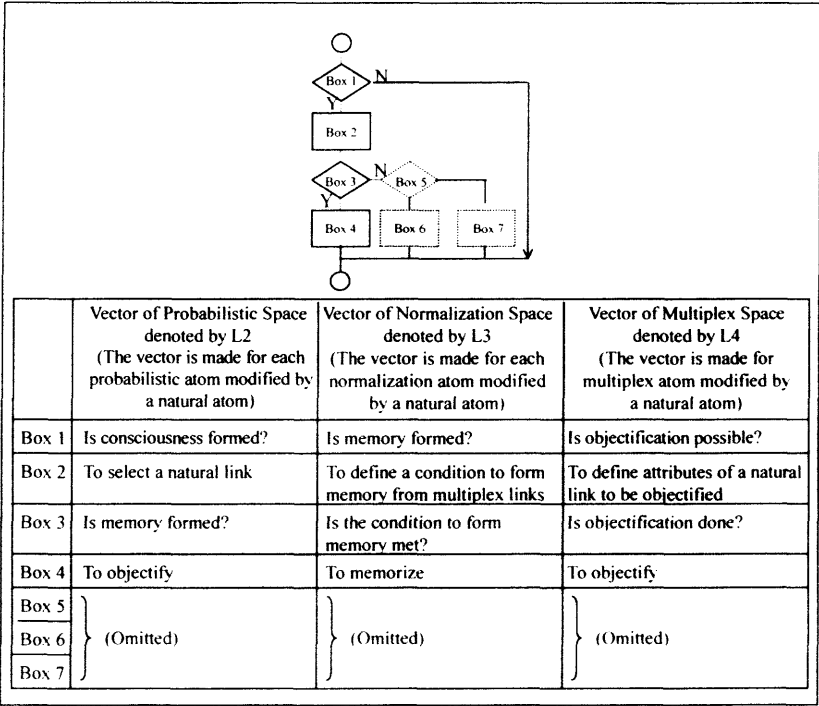 Box 1
N
Y
Box 2
Box 3
N
Box 5
Y
Box 4
Box 6
Box 7
Vector of Probabilistic Space
denoted by L2
(The vector is made for each
probabilistic atom modified by
a natural atom)
Vector of Normalization Space
denoted by L3
(The vector is made for each
normalization atom modified
by a natural atom)
Vector of Multiplex Space
denoted by L4
(The vector is made for
multiplex atom modified by
a natural atom)
Box 1
Is consciousness formed?
Is memory formed?
Is objectification possible?
Box 2
To select a natural link
To define a condition to form
memory from multiplex links
To define attributes of a natural
link to be objectified
Box 3
Is memory formed?
Is the condition to form
memory met?
Is objectification done?
Box 4
To objectify
To memorize
To objectify
Box 5
Box 6
Box 7
(Omitted)
(Omitted)
(Omitted)